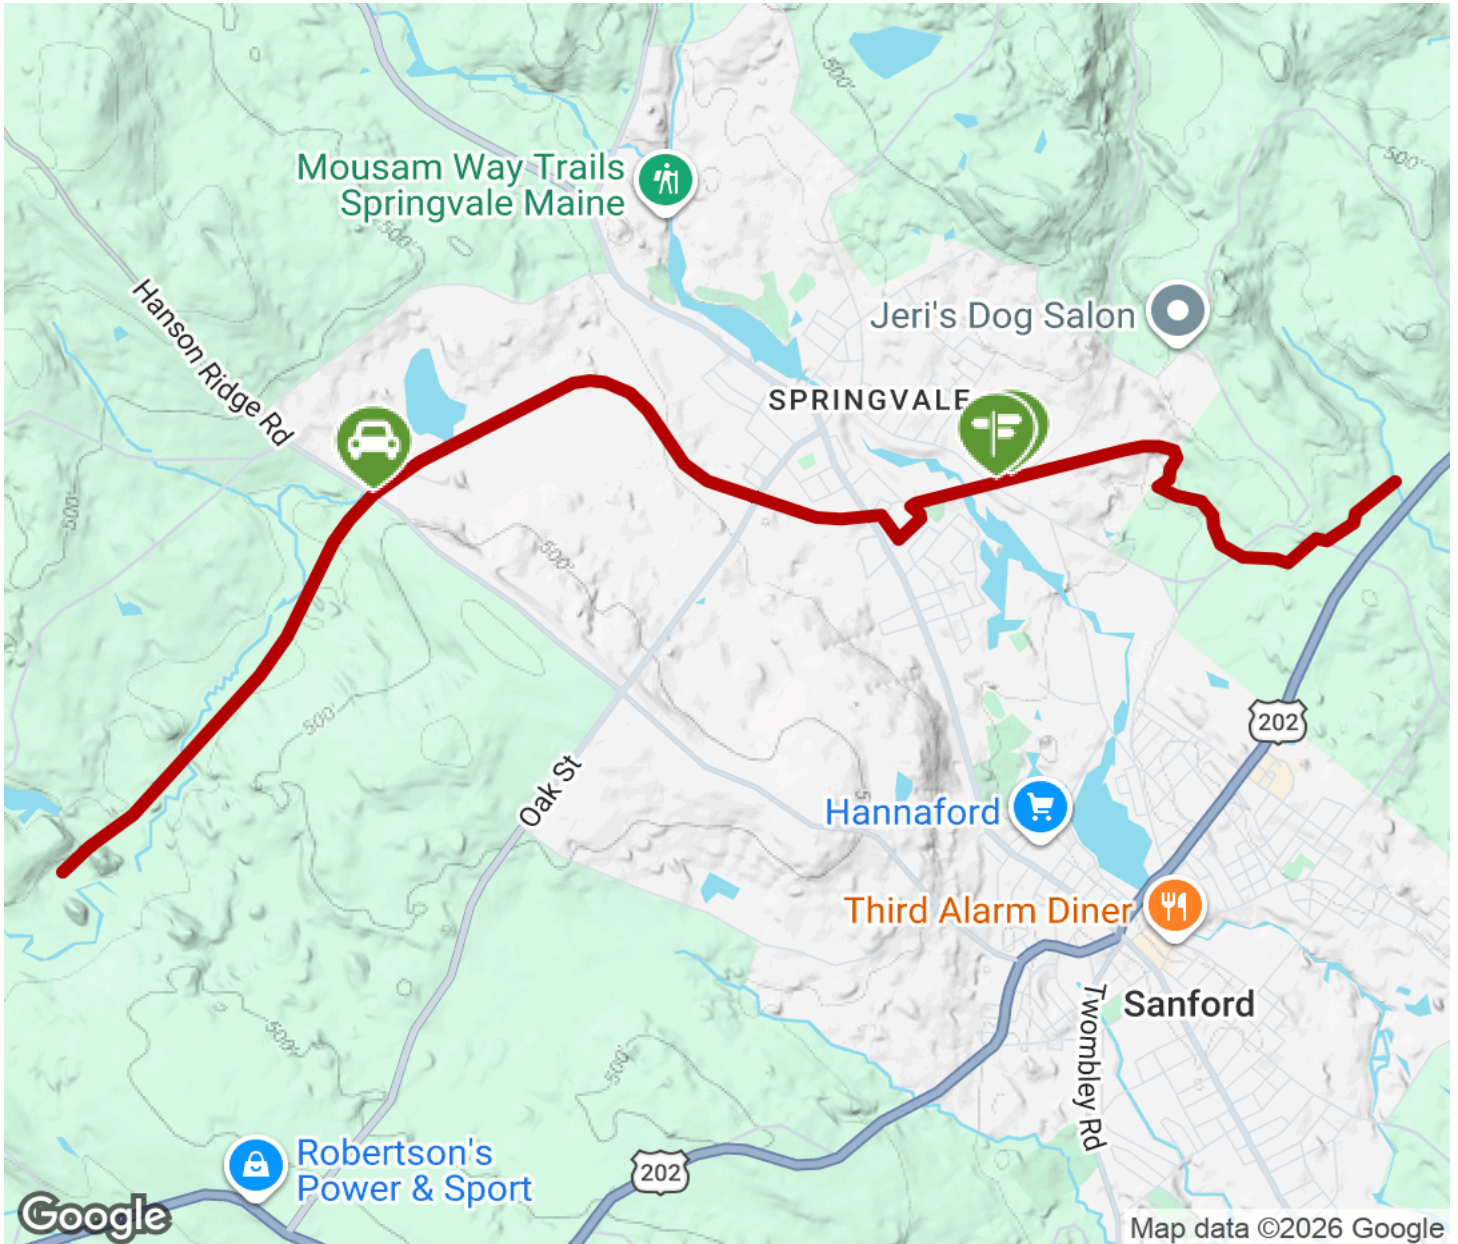 500'
500'
Mousam Way Trails
Springvale Maine
500'
Hanson Ridge Rd
Jeri's Dog Salon
SPRINGVALE
500'
500'
500'
202
Oak St
Hannaford
Third Alarm Diner
Sanford
Twombley Rd
500'
500'
Robertson's
Power & Sport
202
Google
Map data ©2026 Google